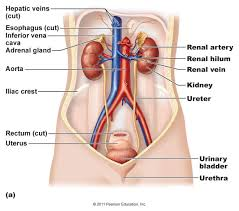 Hepatic veins
(cut)
Esophagus (cut)
Inferior vena
cava
Adrenal gland
Aorta
Iliac crest
Rectum (cut)
Uterus
Renal artery
Renal hilum
Renal vein
Kidney
Ureter
Urinary
bladder
Urethra
(a)
© 2011 Pearson Education, Inc.